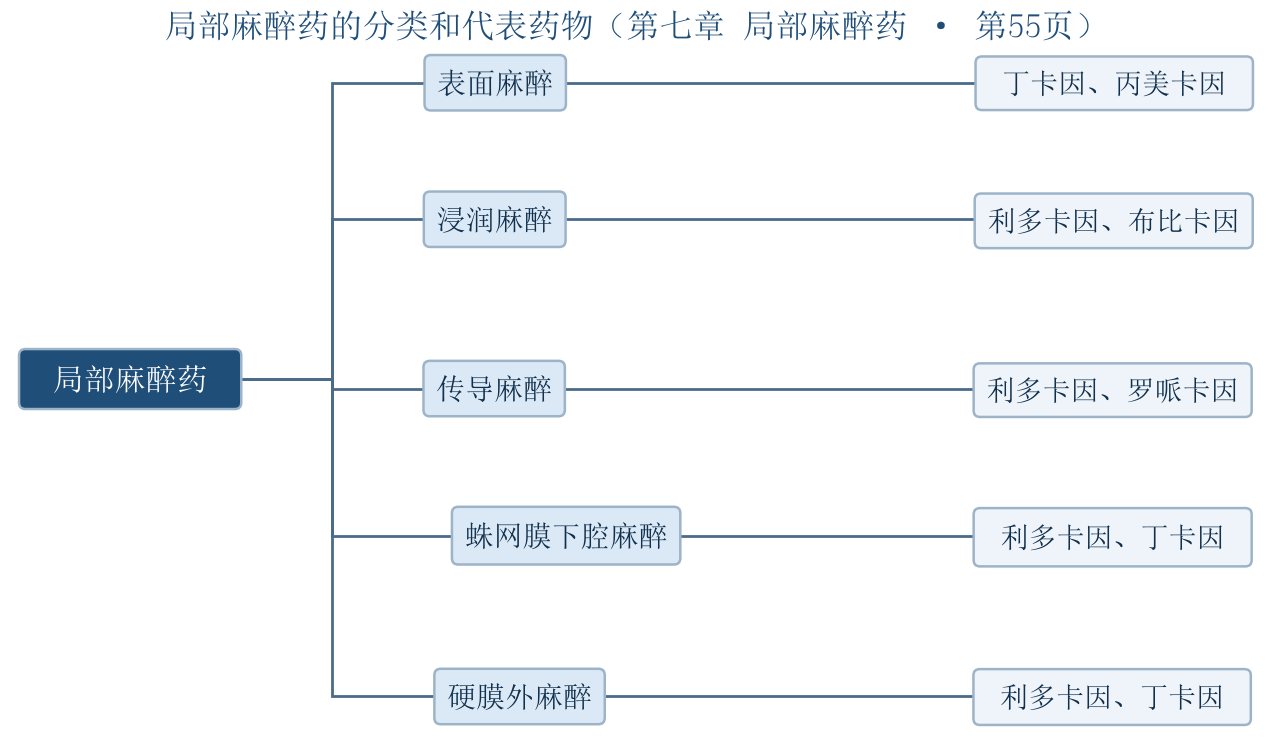 局部麻醉药的分类和代表药物（第七章 局部麻醉药 • 第55页）
表面麻醉
丁卡因、丙美卡因
浸润麻醉
利多卡因、布比卡因
局部麻醉药
传导麻醉
利多卡因、罗哌卡因
蛛网膜下腔麻醉
利多卡因、丁卡因
硬膜外麻醉
利多卡因、丁卡因